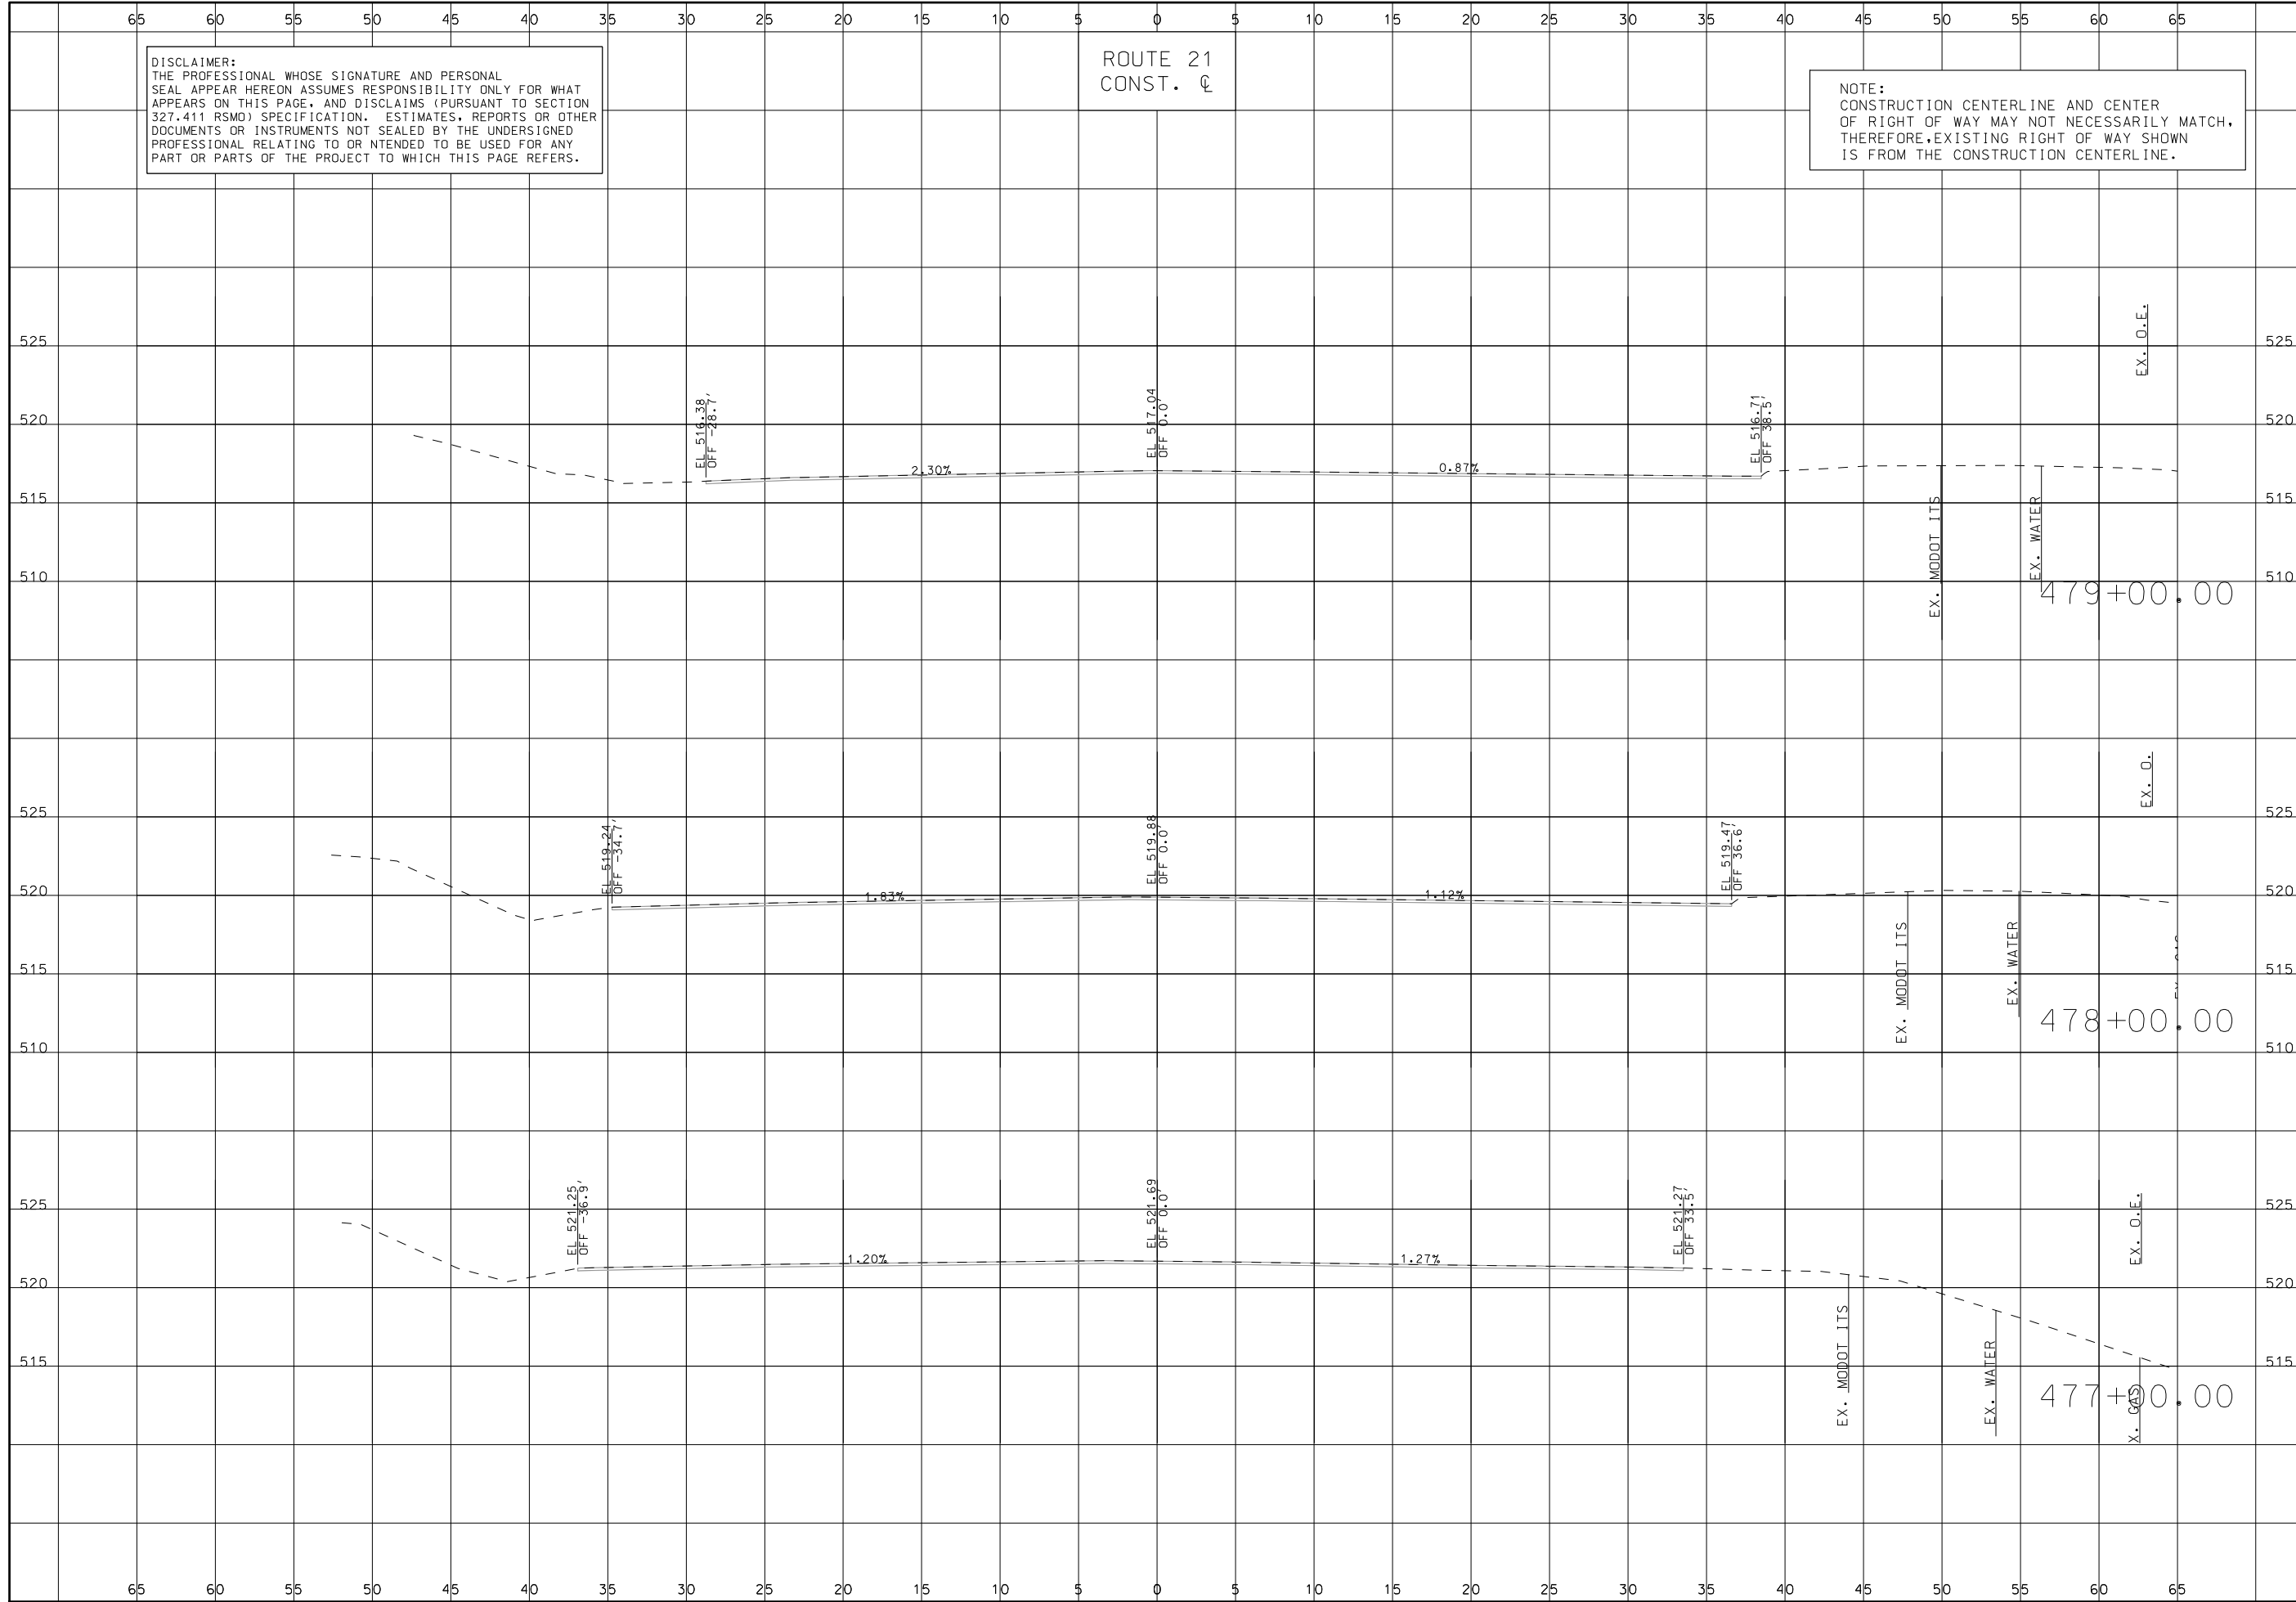 65 60 55 50 45 40 35 30 25 20 15 10 5 0 5 10 15 20 25 30 35 40 45 50 55 60 65
DISCLAIMER:
THE PROFESSIONAL WHOSE SIGNATURE AND PERSONAL
SEAL APPEAR HEREON ASSUMES RESPONSIBILITY ONLY FOR WHAT
APPEARS ON THIS PAGE, AND DISCLAIMS (PURSUANT TO SECTION
327.411 RSMO) SPECIFICATION. ESTIMATES, REPORTS OR OTHER
DOCUMENTS OR INSTRUMENTS NOT SEALED BY THE UNDERSIGNED
PROFESSIONAL RELATING TO OR NTENDED TO BE USED FOR ANY
PART OR PARTS OF THE PROJECT TO WHICH THIS PAGE REFERS.
ROUTE 21
CONST. ℄
NOTE:
CONSTRUCTION CENTERLINE AND CENTER
OF RIGHT OF WAY MAY NOT NECESSARILY MATCH,
THEREFORE,EXISTING RIGHT OF WAY SHOWN
IS FROM THE CONSTRUCTION CENTERLINE.
EX. O.E.
525 525
520 520
EL 516.38
OFF -28.7'
EL 517.04
OFF 0.0'
EL 516.71
OFF 38.5'
2.30% 0.87%
515 515
EX. MODOT ITS
EX. WATER
510 510
479+00.00
EX. O.
525 525
EL 519.24
OFF -34.7'
EL 519.88
OFF 0.0'
EL 519.47
OFF 36.6'
520 520
1.83% 1.12%
EX. MODOT ITS
EX. WATER
515 515
478+00.00
510 510
EL 521.25
OFF -36.9'
EL 521.69
OFF 0.0'
EL 521.27
OFF 33.5'
EX. O.E.
525 525
1.20% 1.27%
520 520
EX. MODOT ITS
EX. WATER
515 515
X. GAS
477+00.00
65 60 55 50 45 40 35 30 25 20 15 10 5 0 5 10 15 20 25 30 35 40 45 50 55 60 65